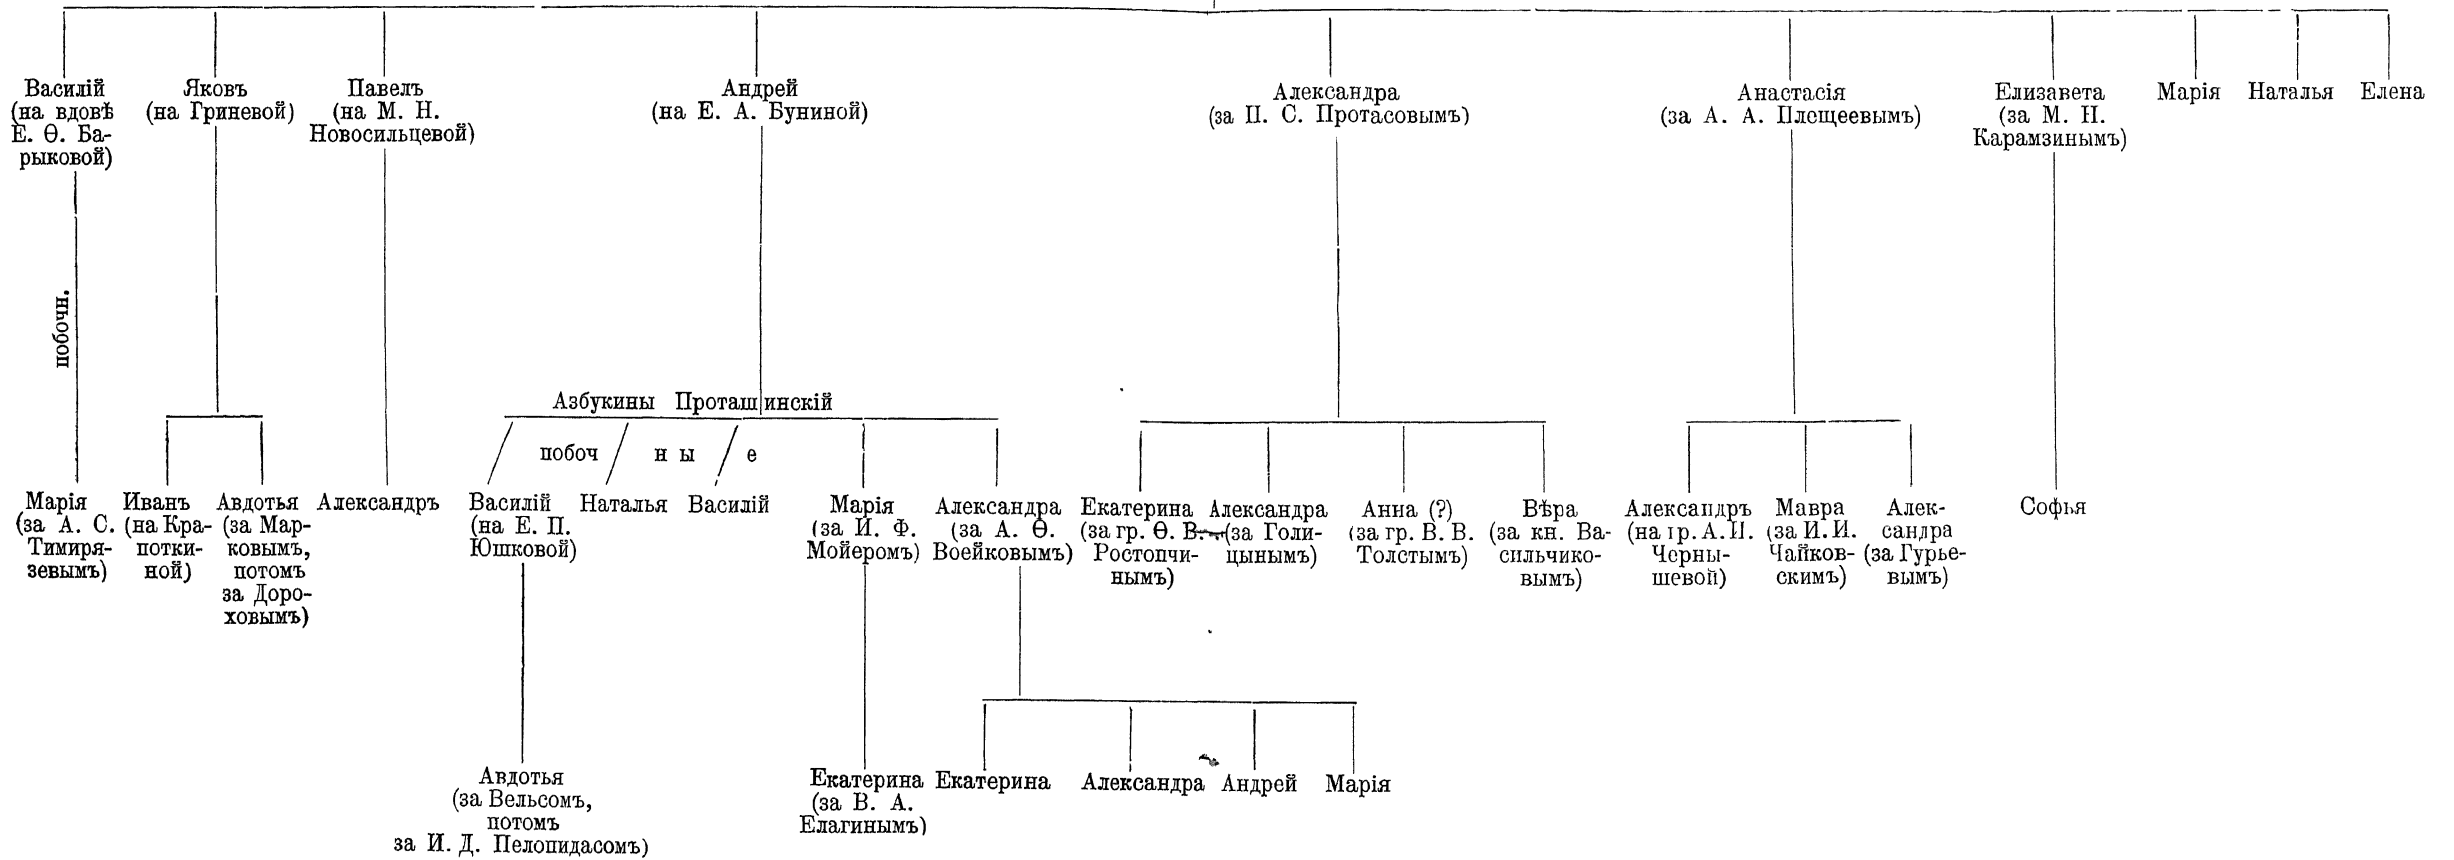 Василій
(на вдовѣ
Е. Ѳ. Ба-
рыковой)
Яковъ
(на Гриневой)
Павелъ
(на М. Н.
Новосильцевой)
Андрей
(на Е. А. Буниной)
Александра
(за П. С. Протасовымъ)
Анастасія
(за А. А. Плещеевымъ)
Елизавета
(за М. Н.
Карамзинымъ)
Марія
Наталья
Елена
побочн.
Азбукины Проташинскій
побочные
Марія
(за А. С.
Тимиря-
зевымъ)
Иванъ
(на Кра-
потки-
ной)
Авдотья
(за Мар-
ковымъ,
потомъ
за Доро-
ховымъ)
Александръ
Василій
(на Е. П.
Юшковой)
Наталья
Василій
Марія
(за И. Ф.
Мойеромъ)
Александра
(за А. Ѳ.
Воейковымъ)
Екатерина
(за гр. Ѳ. В.
Ростопчи-
нымъ)
Александра
(за Голи-
цынымъ)
Анна (?)
(за гр. В. В.
Толстымъ)
Вѣра
(за кн. Ва-
сильчико-
вымъ)
Александръ
(на гр. А. И.
Черны-
шевой)
Мавра
(за И. И.
Чайков-
скимъ)
Алек-
сандра
(за Гурье-
вымъ)
Софья
Авдотья
(за Вельсомъ,
потомъ
за И. Д. Пелопидасомъ)
Екатерина
(за В. А.
Елагинымъ)
Екатерина
Александра
Андрей
Марія